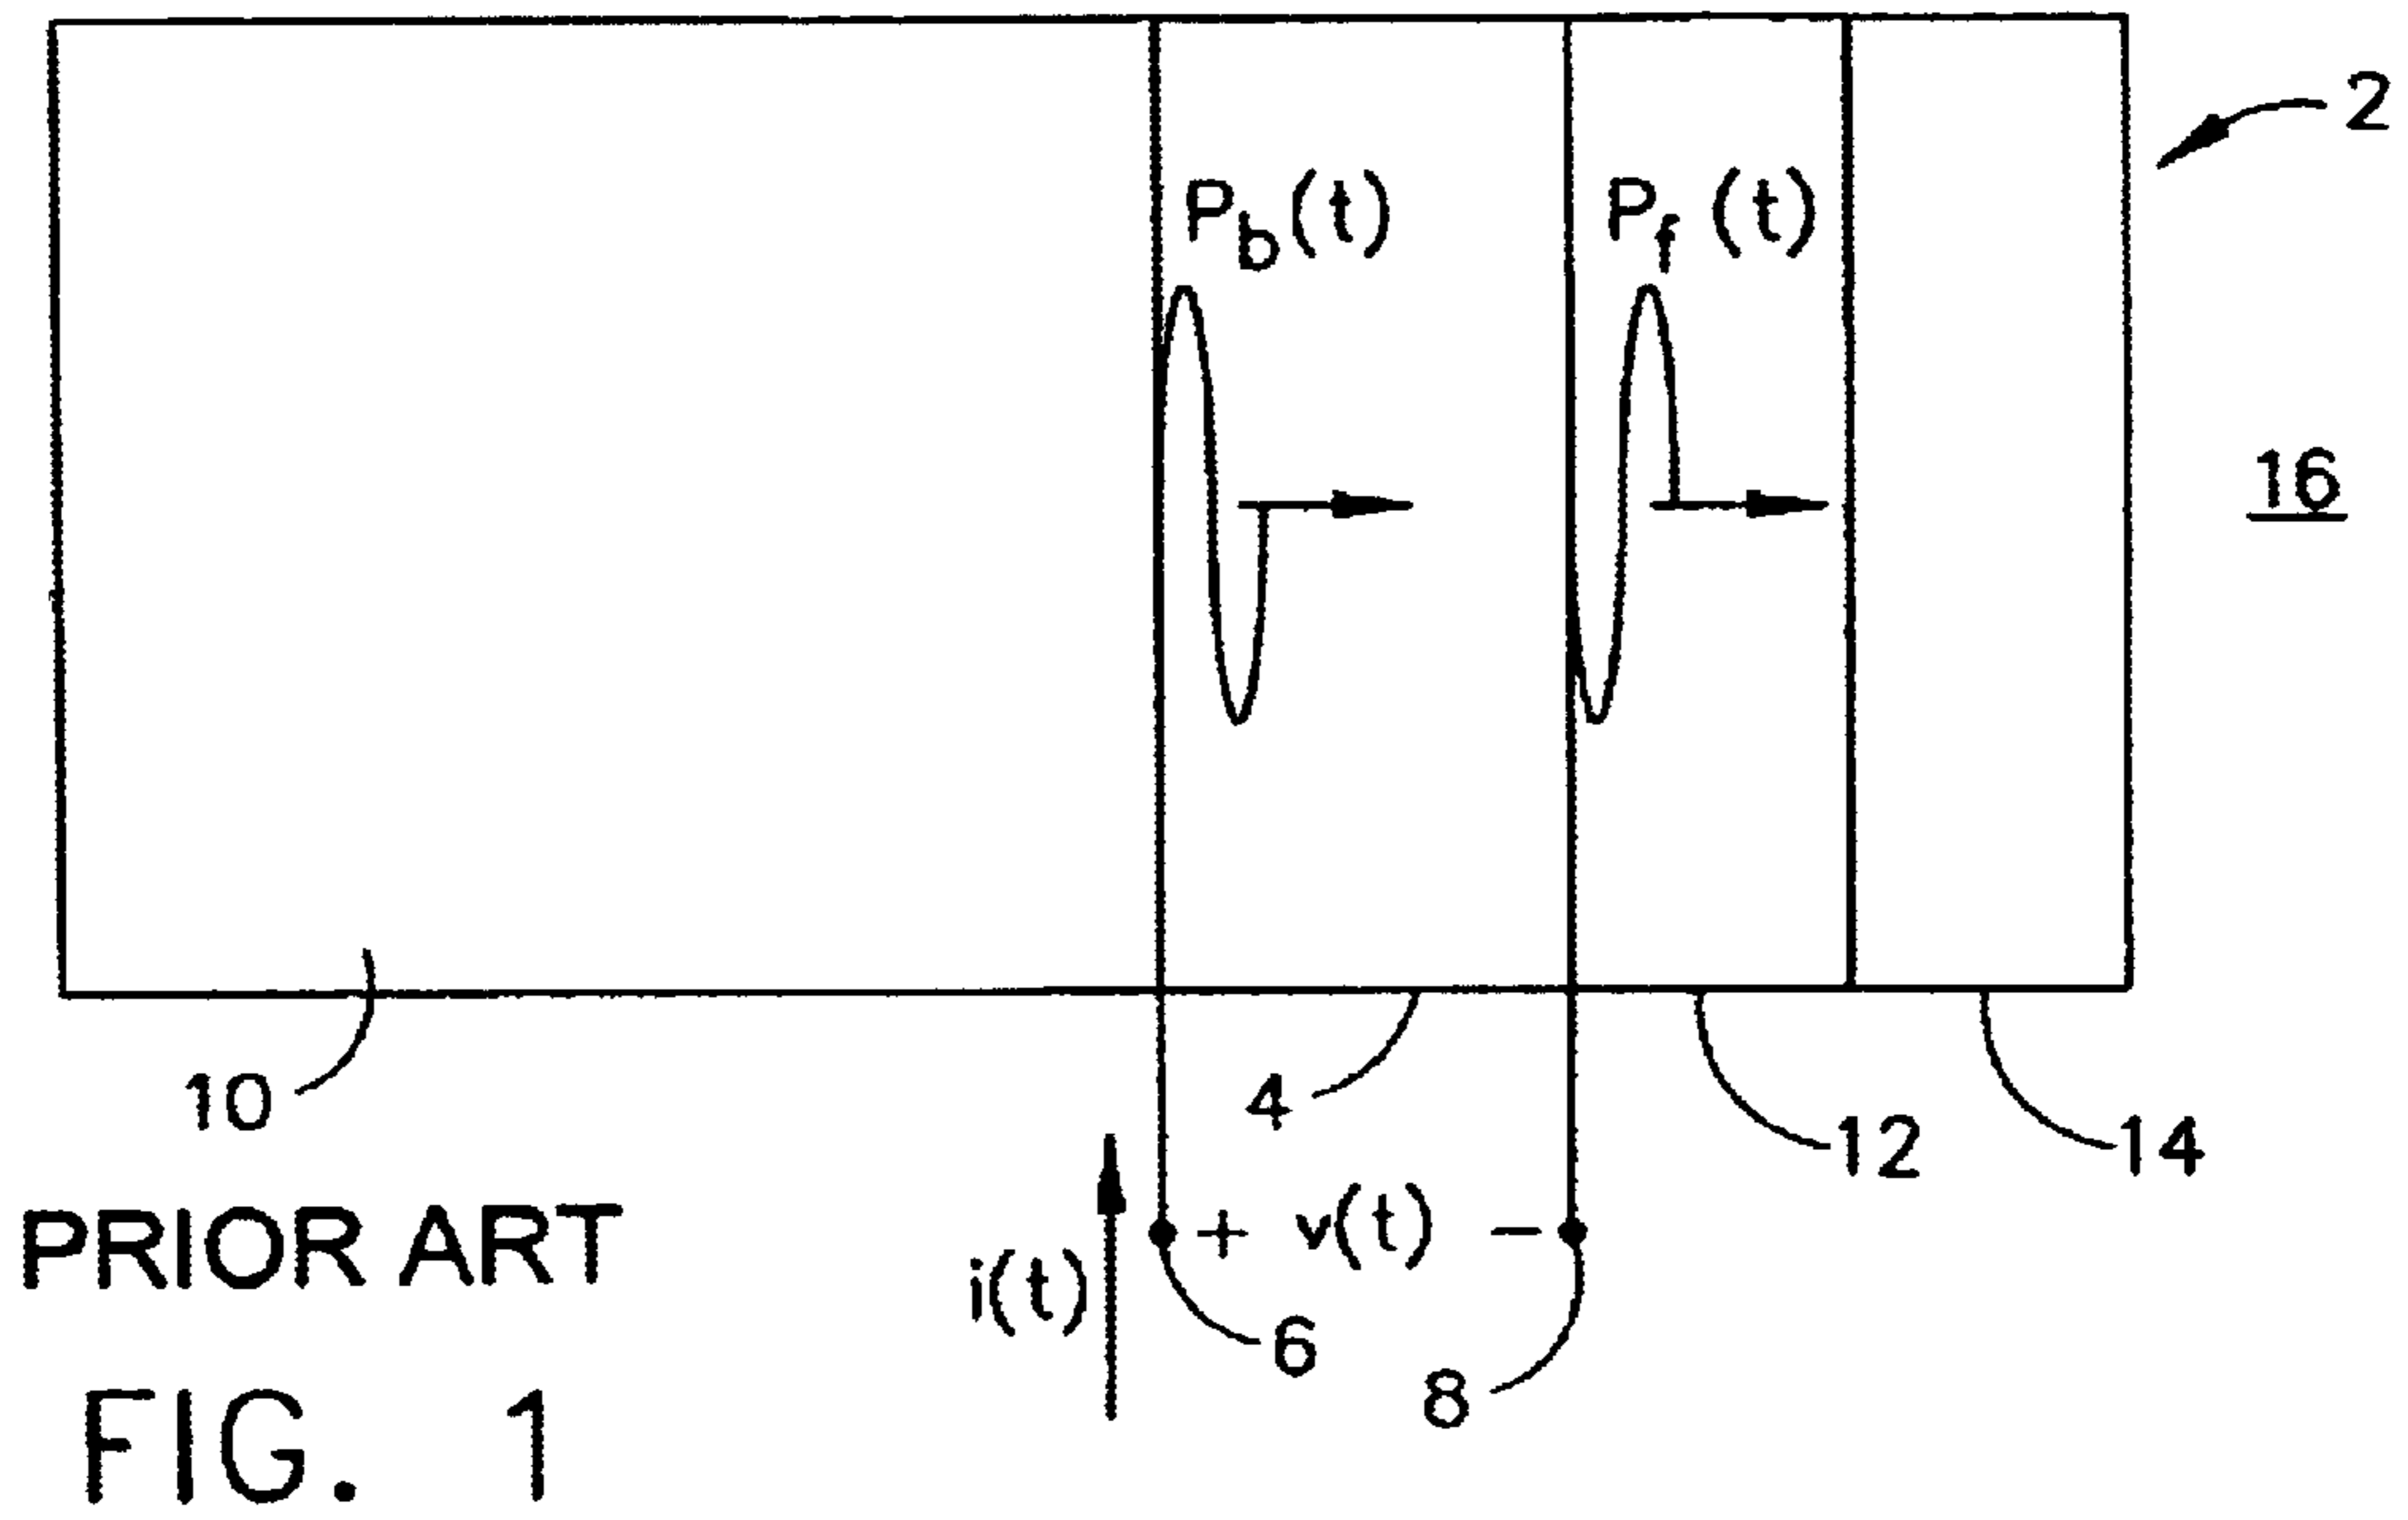 2
P_b(t)
P_f(t)
16
10
4
12
14
PRIOR ART
+ v(t) −
i(t)
6
8
FIG. 1